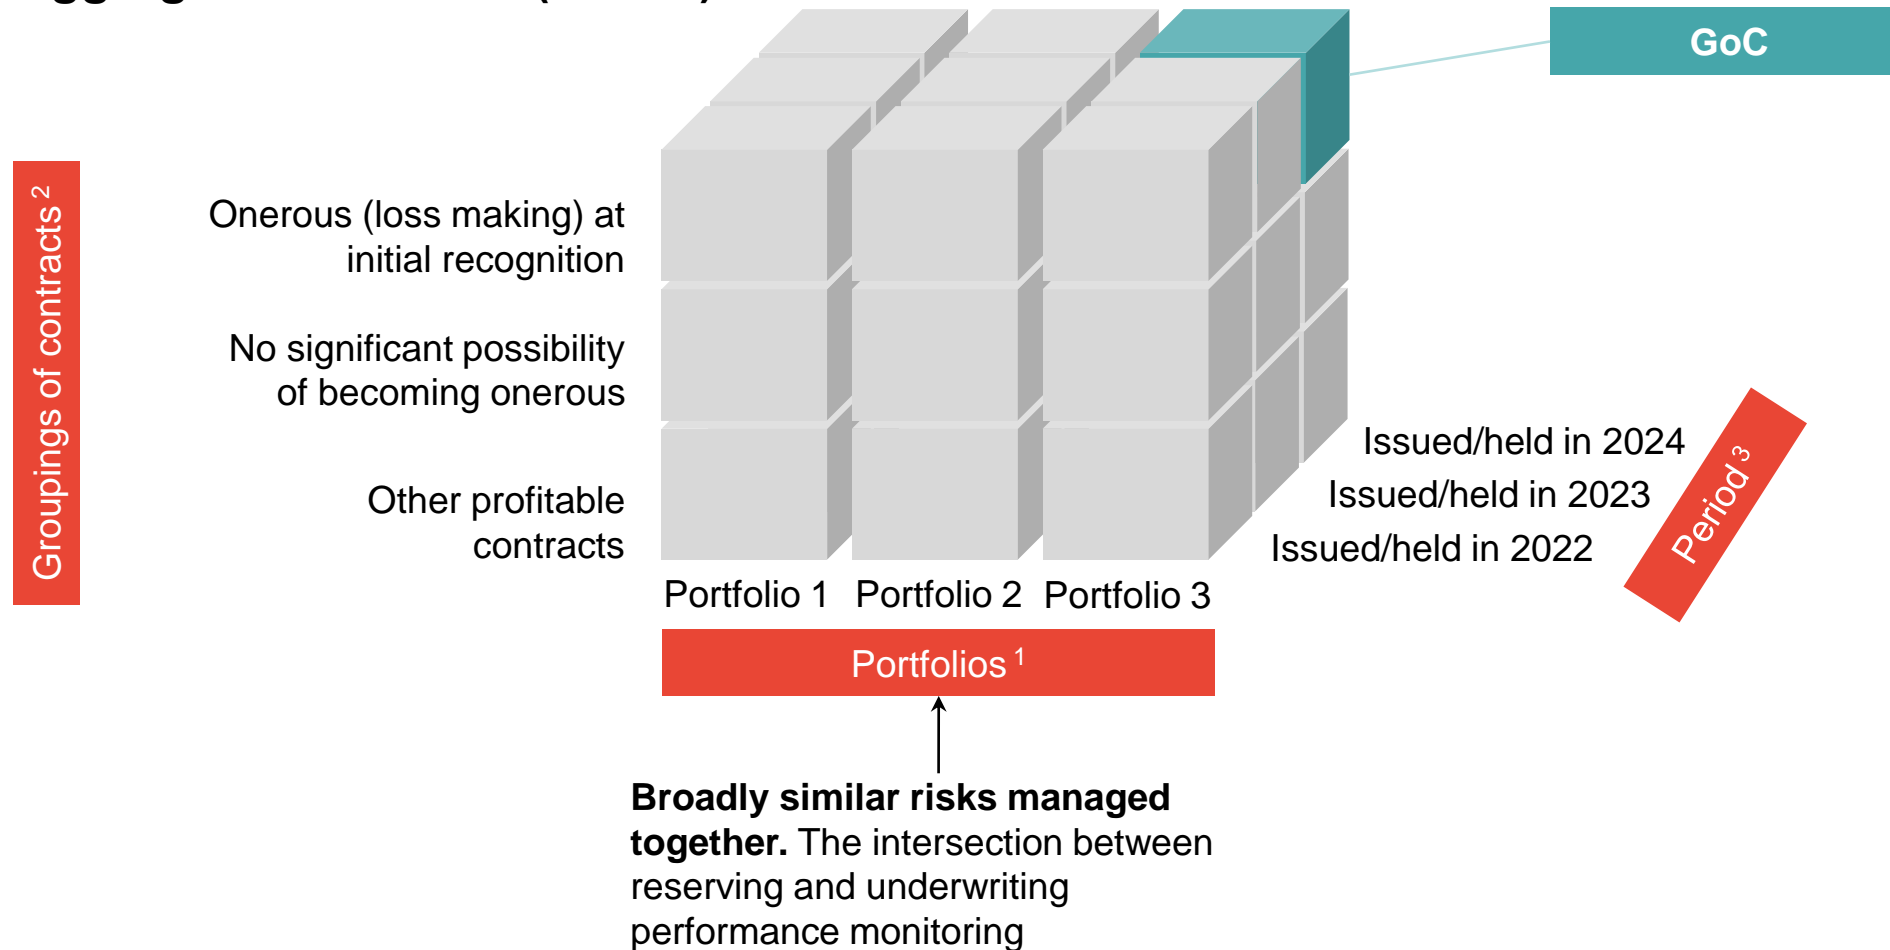 GoC
Groupings of contracts 2
Onerous (loss making) at
initial recognition
No significant possibility
of becoming onerous
Other profitable
contracts
Issued/held in 2024
Issued/held in 2023
Issued/held in 2022
Period 3
Portfolio 1 Portfolio 2 Portfolio 3
Portfolios 1
Broadly similar risks managed
together. The intersection between
reserving and underwriting
performance monitoring